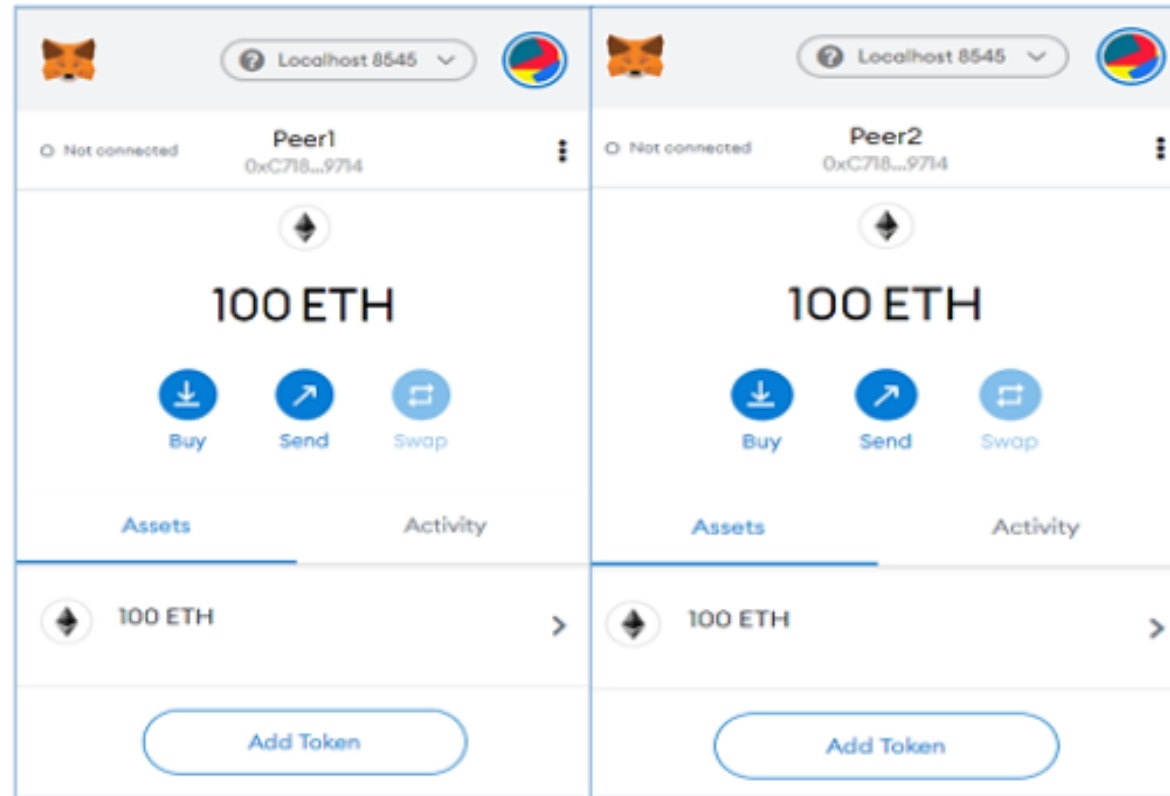 Localhost 8545
Not connected
Peer1
0xC718...9714
100 ETH
Buy
Send
Swap
Assets
Activity
100 ETH
Add Token
Localhost 8545
Not connected
Peer2
0xC718...9714
100 ETH
Buy
Send
Swap
Assets
Activity
100 ETH
Add Token